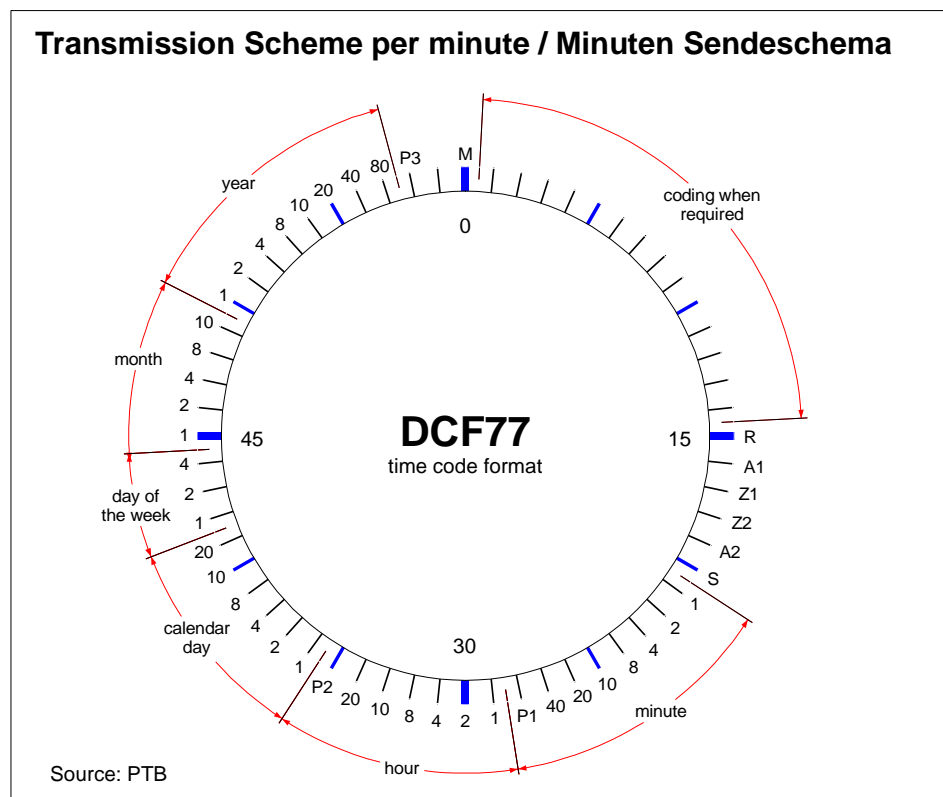 Transmission Scheme per minute / Minuten Sendeschema
M
0
coding when
required
15
R
A1
Z1
Z2
A2
S
1
2
4
8
10
20
40
minute
P1
30
1
2
4
8
10
20
hour
P2
1
2
4
8
10
20
calendar
day
1
2
4
day of
the week
45
1
2
4
8
10
month
1
2
4
8
10
20
40
80
year
P3
DCF77
time code format
Source: PTB